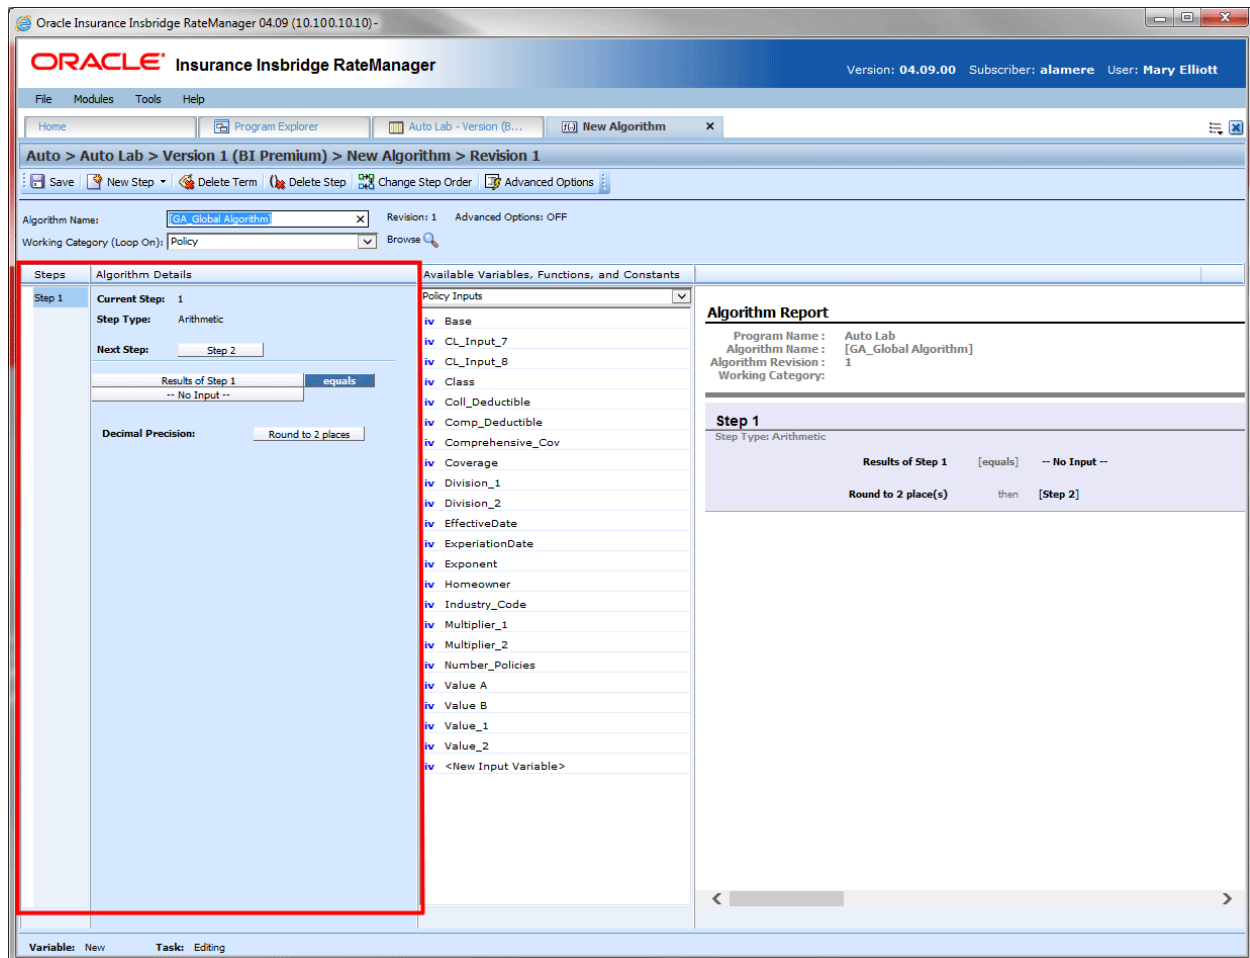 Oracle Insurance Insbridge RateManager 04.09 (10.100.10.10) -
ORACLE Insurance Insbridge RateManager
Version: 04.09.00 Subscriber: alamere User: Mary Elliott
File Modules Tools Help
Home Program Explorer Auto Lab - Version (B... f(x) New Algorithm
Auto > Auto Lab > Version 1 (BI Premium) > New Algorithm > Revision 1
Save New Step Delete Term Delete Step Change Step Order Advanced Options
Algorithm Name: [GA_Global Algorithm] Revision: 1 Advanced Options: OFF
Working Category (Loop On): Policy Browse
Steps Algorithm Details Available Variables, Functions, and Constants
Step 1
Current Step: 1
Step Type: Arithmetic
Next Step: Step 2
Results of Step 1 equals
-- No Input --
Decimal Precision: Round to 2 places
Policy Inputs
iv Base
iv CL_Input_7
iv CL_Input_8
iv Class
iv Coll_Deductible
iv Comp_Deductible
iv Comprehensive_Cov
iv Coverage
iv Division_1
iv Division_2
iv EffectiveDate
iv ExperiationDate
iv Exponent
iv Homeowner
iv Industry_Code
iv Multiplier_1
iv Multiplier_2
iv Number_Policies
iv Value A
iv Value B
iv Value_1
iv Value_2
iv <New Input Variable>
Algorithm Report
Program Name : Auto Lab
Algorithm Name : [GA_Global Algorithm]
Algorithm Revision : 1
Working Category:
Step 1
Step Type: Arithmetic
Results of Step 1 [equals] -- No Input --
Round to 2 place(s) then [Step 2]
Variable: New Task: Editing